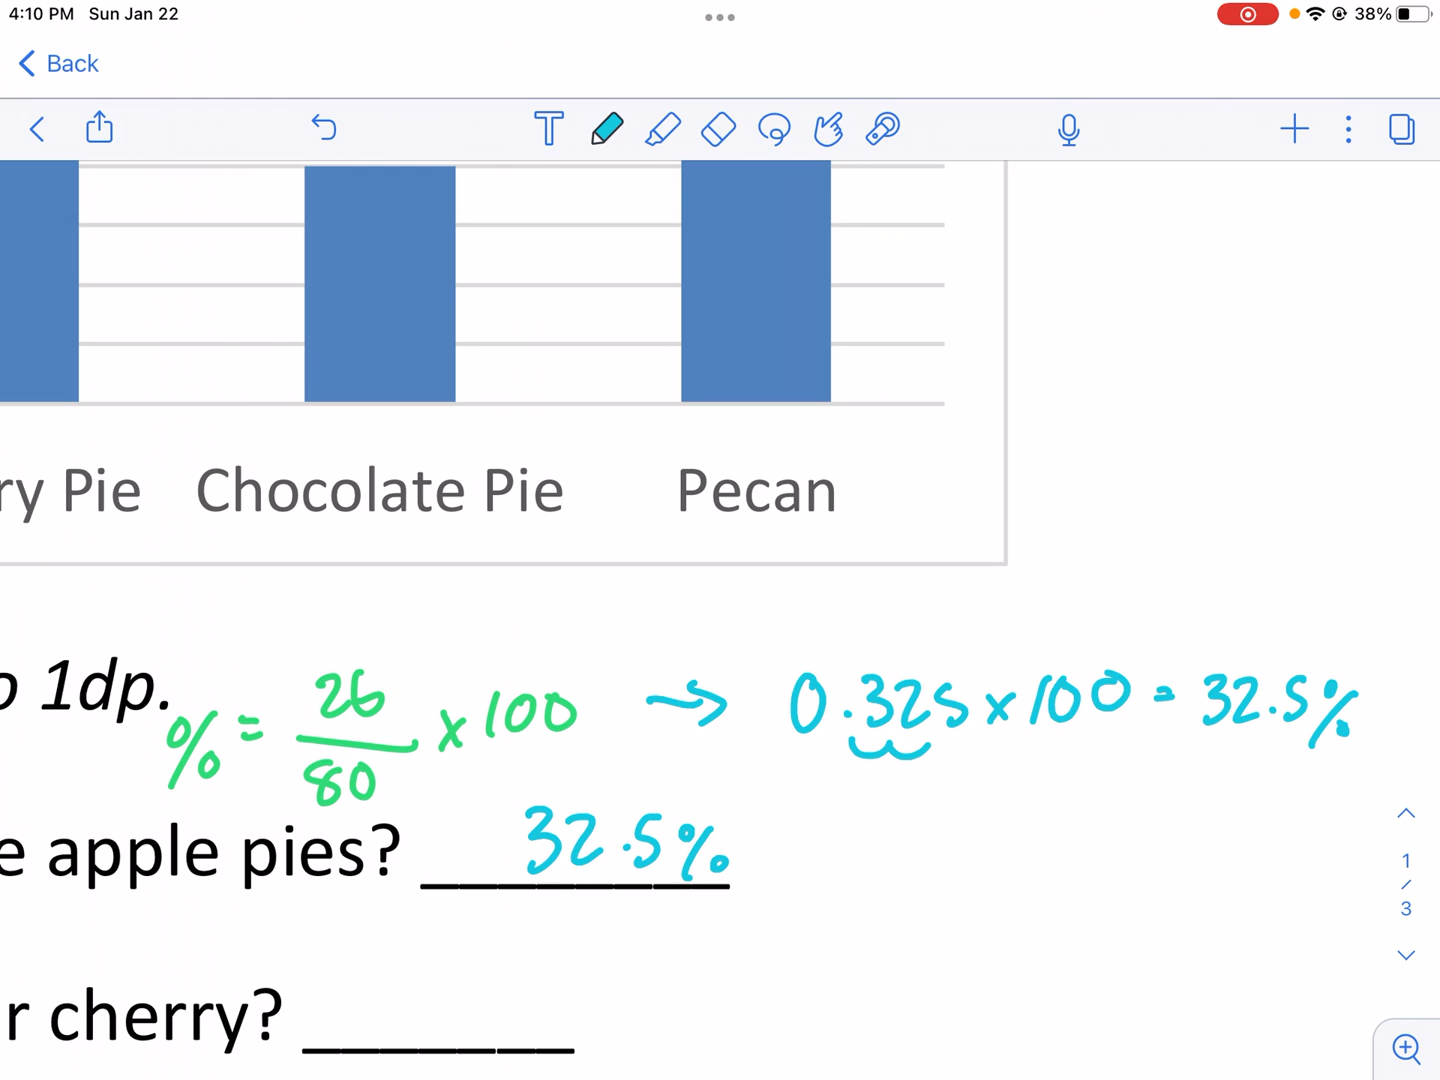 4:10 PM Sun Jan 22
38%
Back
ry Pie Chocolate Pie Pecan
o 1dp.
% = 26/80 x 100 → 0.325 x 100 = 32.5%
e apple pies? 32.5%
1
/
3
r cherry?